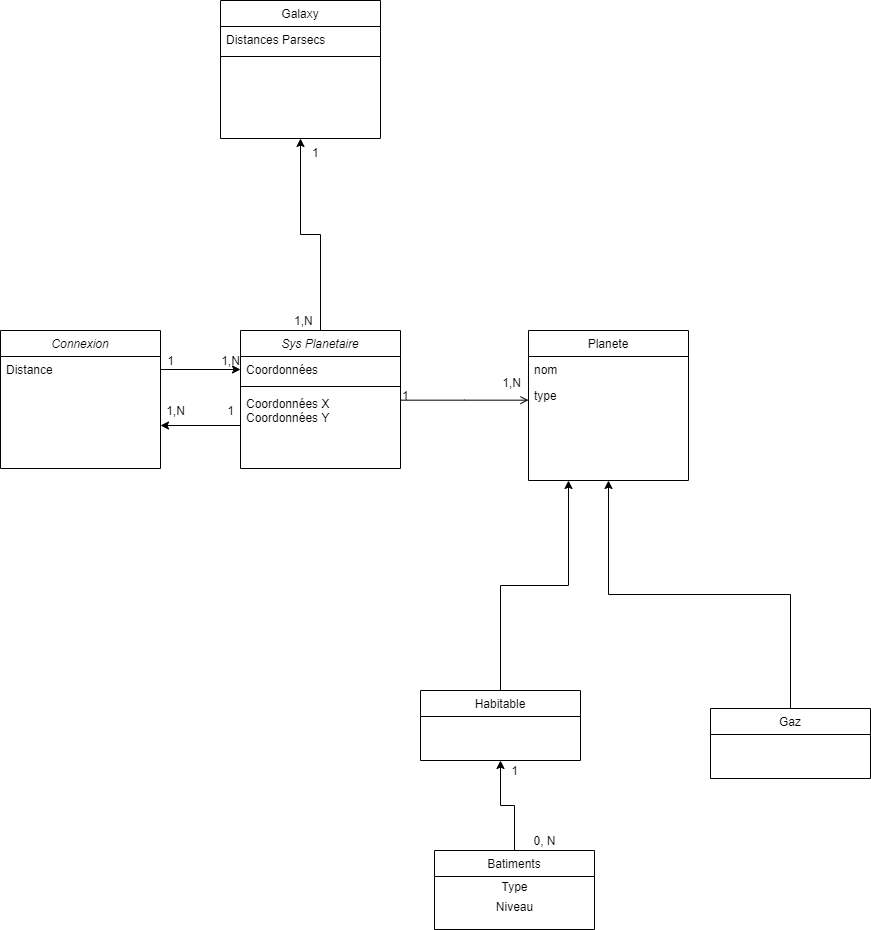 Galaxy
Distances Parsecs
1
1,N
Connexion
Distance
1
1,N
1,N
1
Sys Planetaire
Coordonnées
Coordonnées X
Coordonnées Y
1
1,N
Planete
nom
type
Habitable
Gaz
1
0, N
Batiments
Type
Niveau